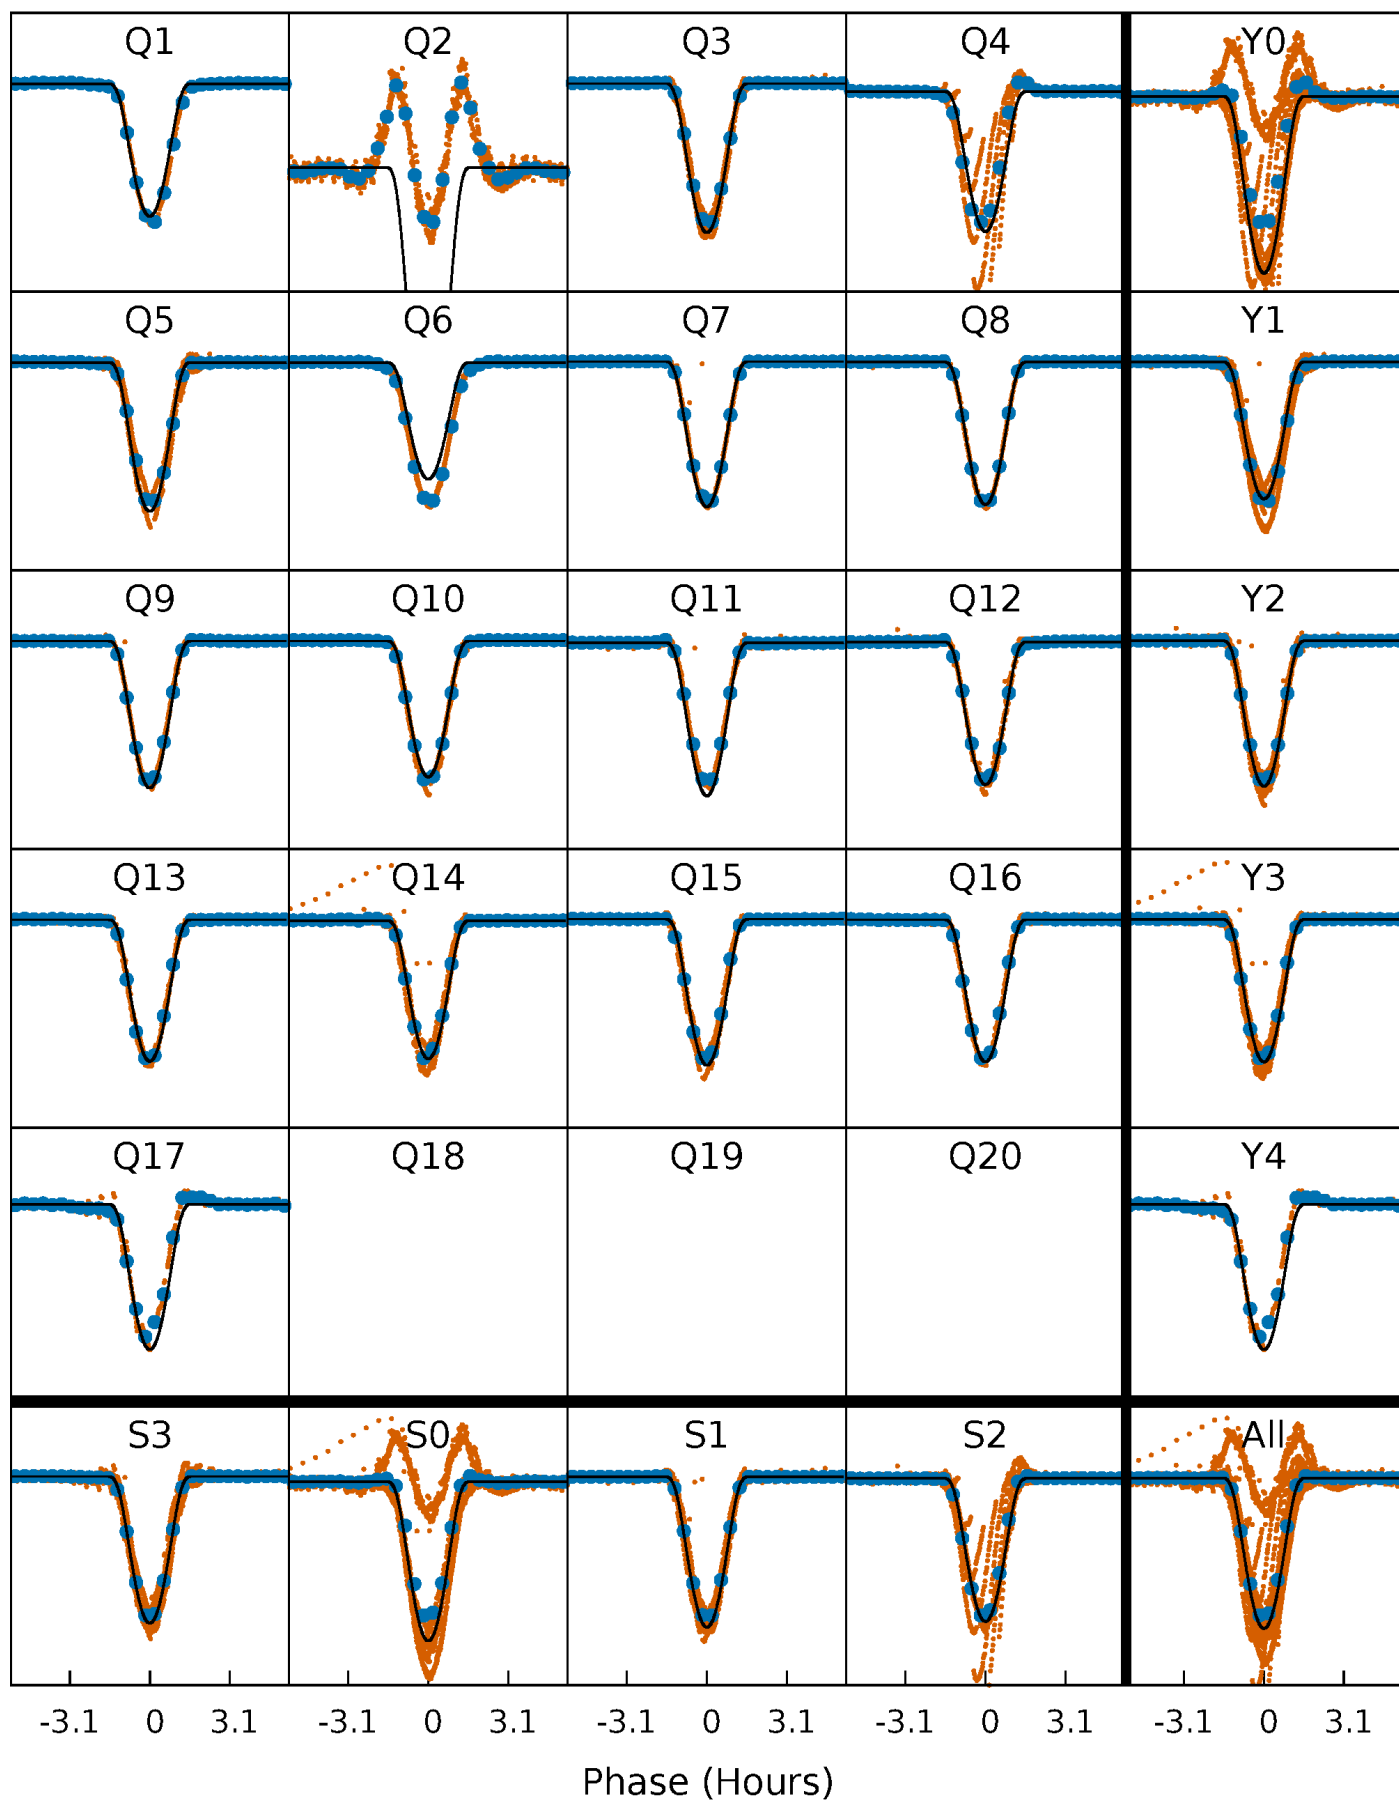 Q1 Q2 Q3 Q4 Y0
Q5 Q6 Q7 Q8 Y1
Q9 Q10 Q11 Q12 Y2
Q13 Q14 Q15 Q16 Y3
Q17 Q18 Q19 Q20 Y4
S3 S0 S1 S2 All
-3.1 0 3.1 -3.1 0 3.1 -3.1 0 3.1 -3.1 0 3.1 -3.1 0 3.1
Phase (Hours)